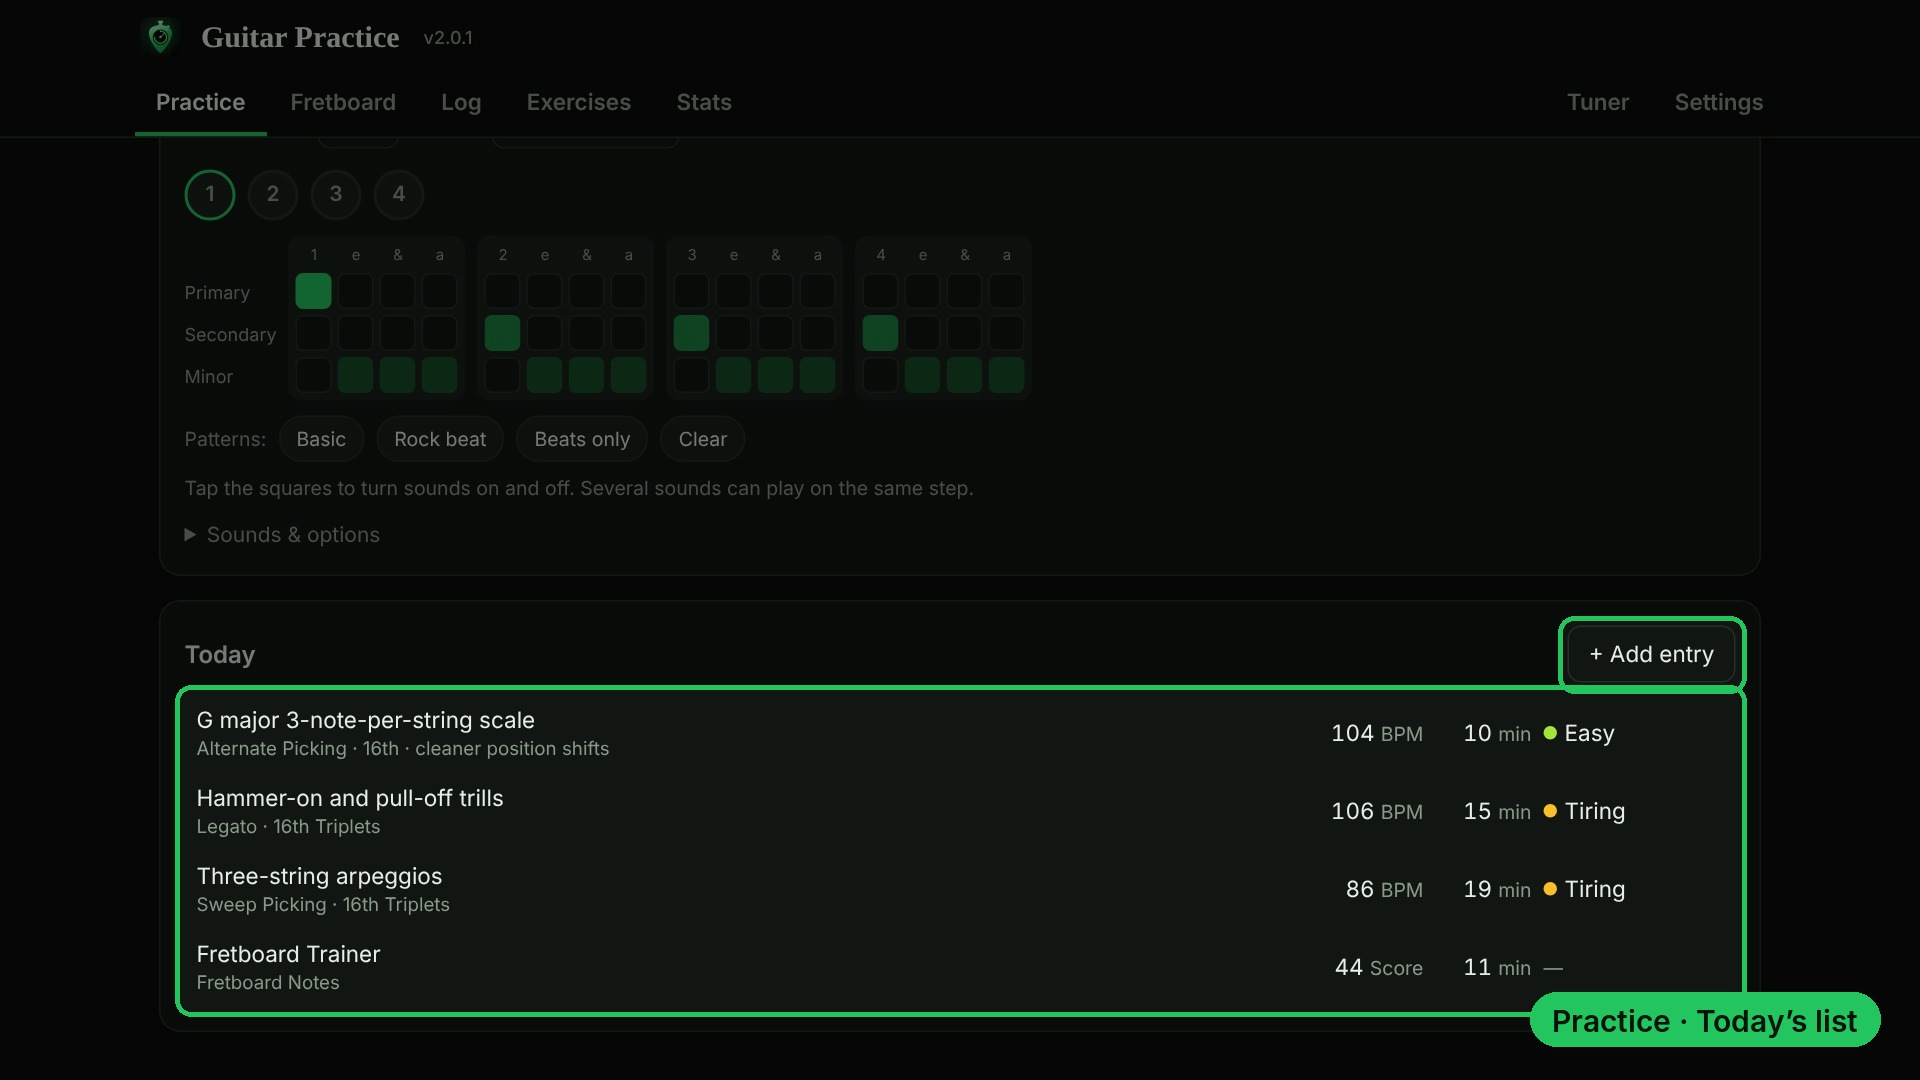 Guitar Practice v2.0.1
Practice Fretboard Log Exercises Stats Tuner Settings
1 2 3 4
1 e & a 2 e & a 3 e & a 4 e & a
Primary
Secondary
Minor
Patterns: Basic Rock beat Beats only Clear
Tap the squares to turn sounds on and off. Several sounds can play on the same step.
Sounds & options
Today + Add entry
G major 3-note-per-string scale 104 BPM 10 min Easy
Alternate Picking · 16th · cleaner position shifts
Hammer-on and pull-off trills 106 BPM 15 min Tiring
Legato · 16th Triplets
Three-string arpeggios 86 BPM 19 min Tiring
Sweep Picking · 16th Triplets
Fretboard Trainer 44 Score 11 min —
Fretboard Notes
Practice · Today’s list